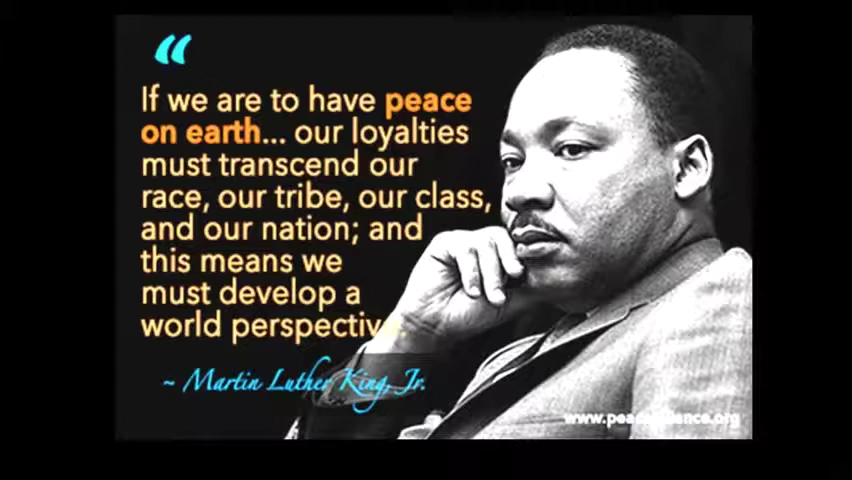 “
If we are to have peace
on earth... our loyalties
must transcend our
race, our tribe, our class,
and our nation; and
this means we
must develop a
world perspective.
~ Martin Luther King, Jr.